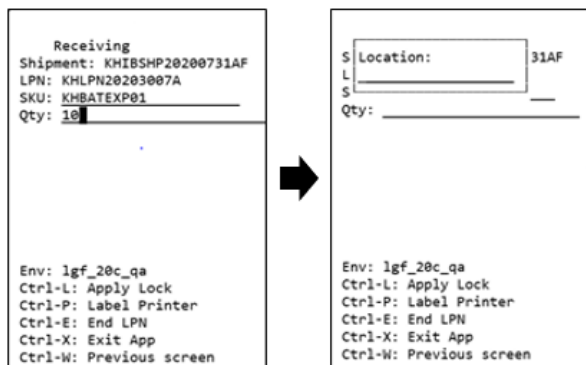 Receiving
Shipment: KHIBSHP20200731AF
LPN: KHLPN20203007A
SKU: KHBATEXP01
Qty: 10
Env: lgf_20c_qa
Ctrl-L: Apply Lock
Ctrl-P: Label Printer
Ctrl-E: End LPN
Ctrl-X: Exit App
Ctrl-W: Previous screen
S Location: 31AF
L
S
Qty:
Env: lgf_20c_qa
Ctrl-L: Apply Lock
Ctrl-P: Label Printer
Ctrl-E: End LPN
Ctrl-X: Exit App
Ctrl-W: Previous screen